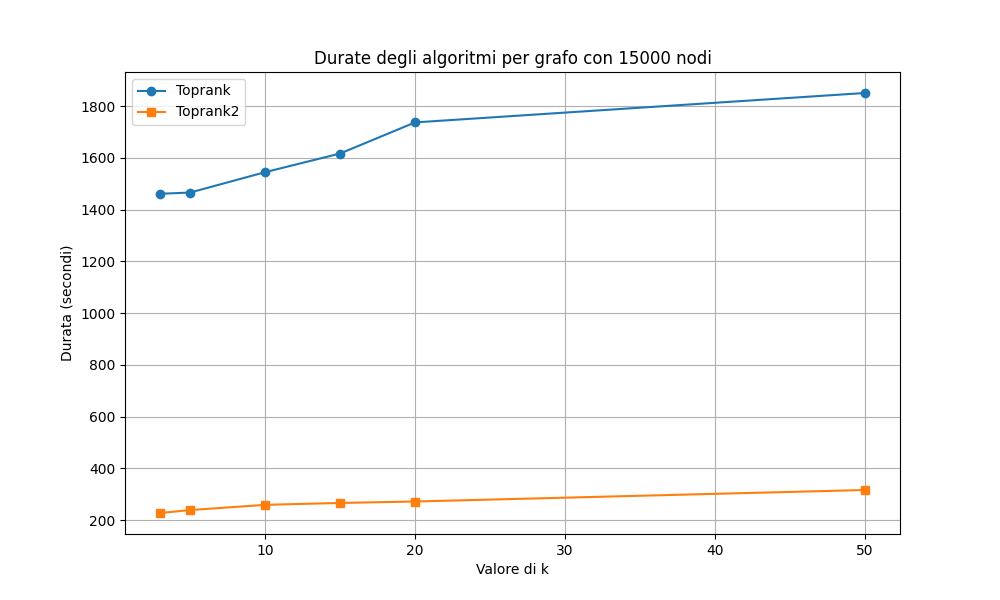 Durate degli algoritmi per grafo con 15000 nodi
Toprank
Toprank2
1800
1600
1400
1200
1000
800
600
400
200
Durata (secondi)
10 20 30 40 50
Valore di k